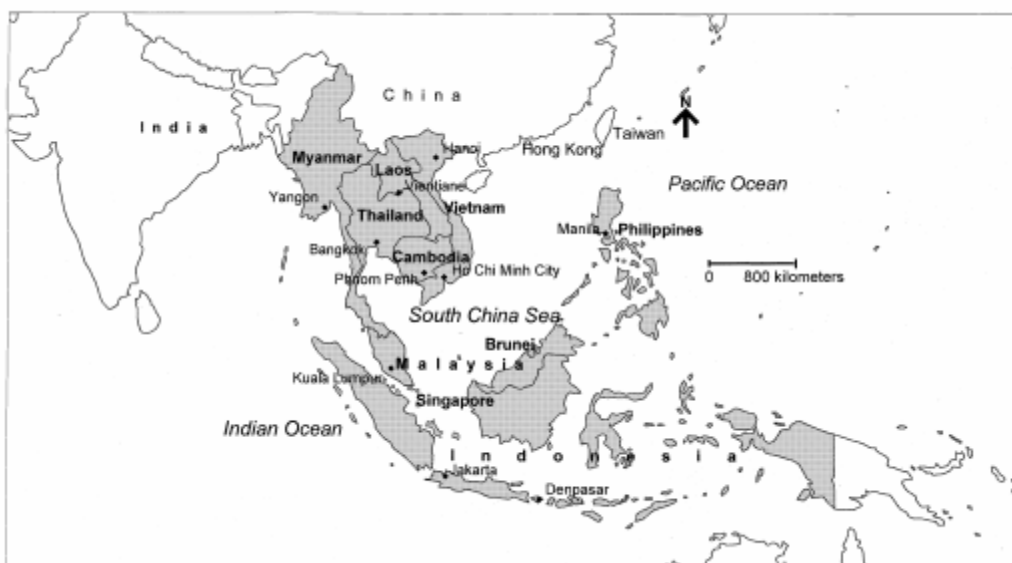 China
India
N
Taiwan
Hong Kong
Hanoi
Myanmar
Laos
Pacific Ocean
Vientiane
Yangon
Vietnam
Thailand
Manila
Philippines
Bangkok
Cambodia
Phnom Penh
Ho Chi Minh City
0 800 kilometers
South China Sea
Brunei
Malaysia
Kuala Lumpur
Singapore
Indian Ocean
Indonesia
Jakarta
Denpasar